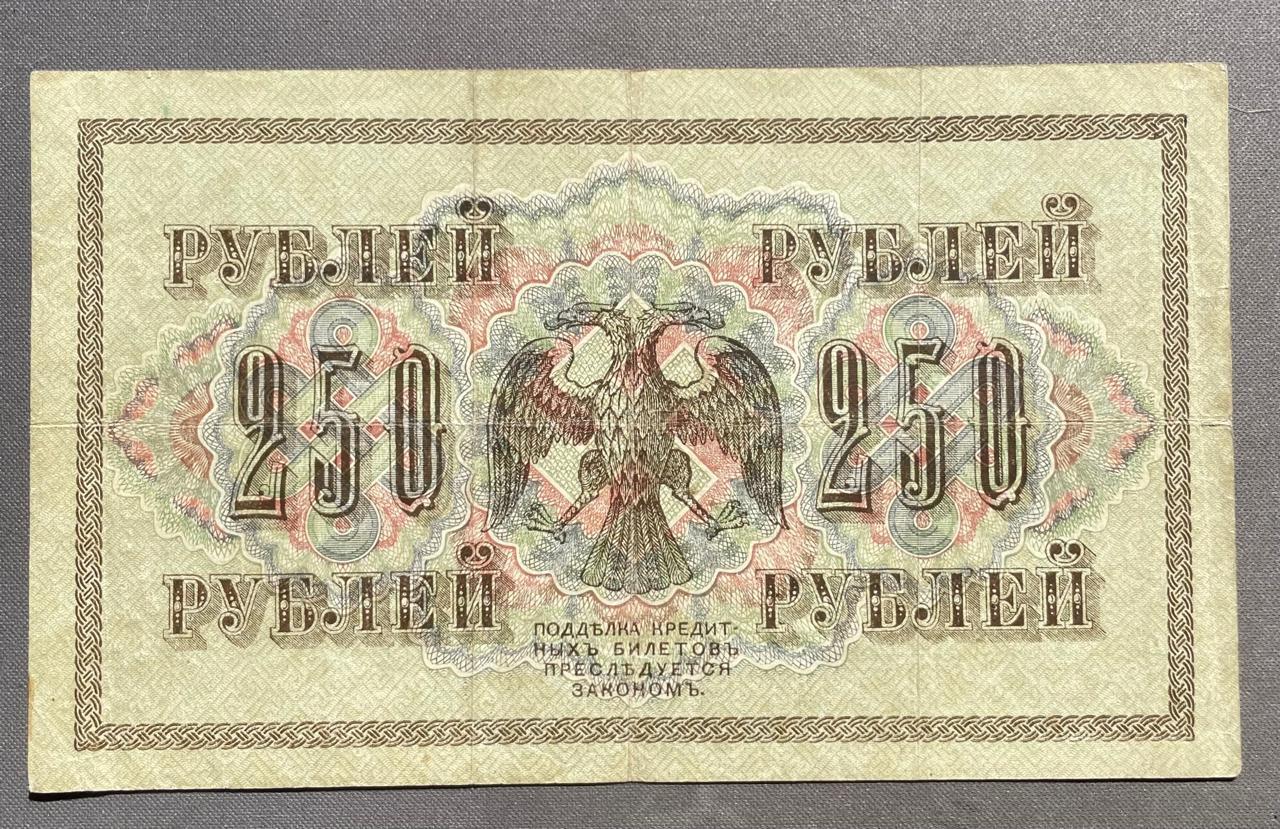 РУБЛЕЙ РУБЛЕЙ
250 250
РУБЛЕЙ РУБЛЕЙ
ПОДДѢЛКА КРЕДИТ-
НЫХЪ БИЛЕТОВЪ
ПРЕСЛѢДУЕТСЯ
ЗАКОНОМЪ.